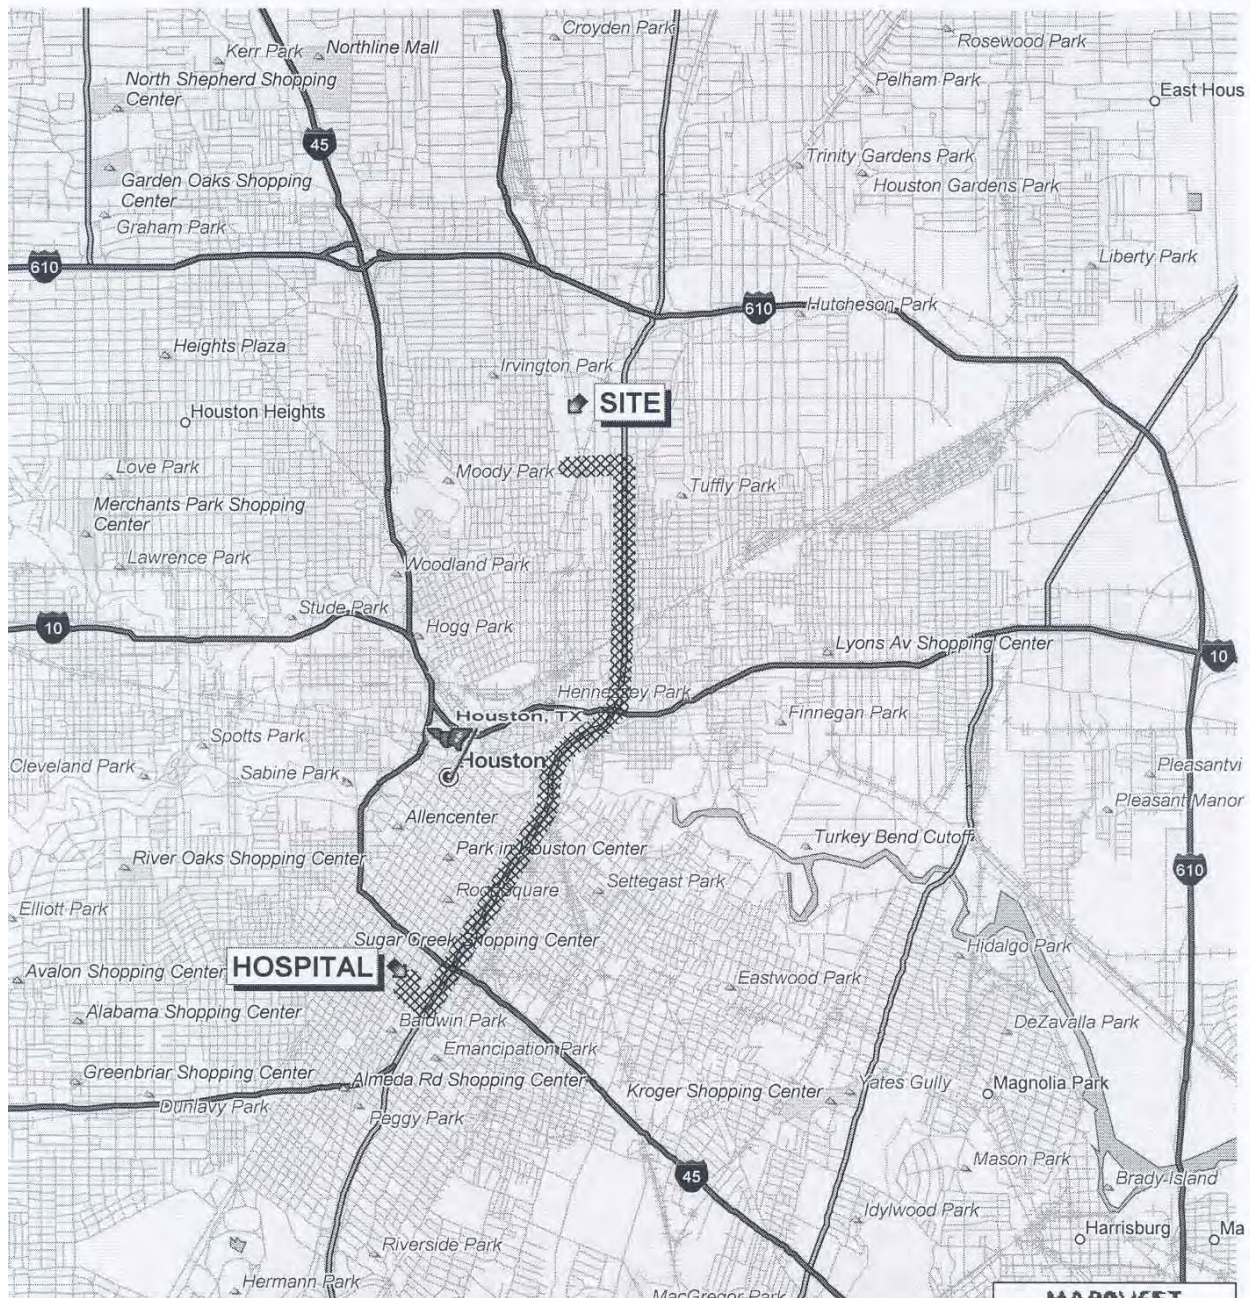 Croyden Park
Rosewood Park
Kerr Park
Northline Mall
North Shepherd Shopping
Center
Pelham Park
East Hous
45
Trinity Gardens Park
Houston Gardens Park
Garden Oaks Shopping
Center
Graham Park
610
Liberty Park
610
Hutcheson Park
Heights Plaza
Irvington Park
SITE
Houston Heights
Love Park
Moody Park
Tuffly Park
Merchants Park Shopping
Center
Lawrence Park
Woodland Park
Stude Park
10
Hogg Park
Lyons Av Shopping Center
10
Hennessey Park
Houston, TX
Finnegan Park
Spotts Park
Houston
Cleveland Park
Sabine Park
Pleasantvi
Pleasant Manor
Allencenter
Turkey Bend Cutoff
River Oaks Shopping Center
Park in Houston Center
610
Settegast Park
Root Square
Elliott Park
Sugar Creek Shopping Center
Hidalgo Park
HOSPITAL
Avalon Shopping Center
Eastwood Park
Alabama Shopping Center
Baldwin Park
DeZavalla Park
Emancipation Park
Greenbriar Shopping Center
Almeda Rd Shopping Center
Kroger Shopping Center
Yates Gully
Magnolia Park
Dunlavy Park
Peggy Park
45
Mason Park
Brady-Island
Idylwood Park
Harrisburg
Ma
Riverside Park
Hermann Park
MacGregor Park